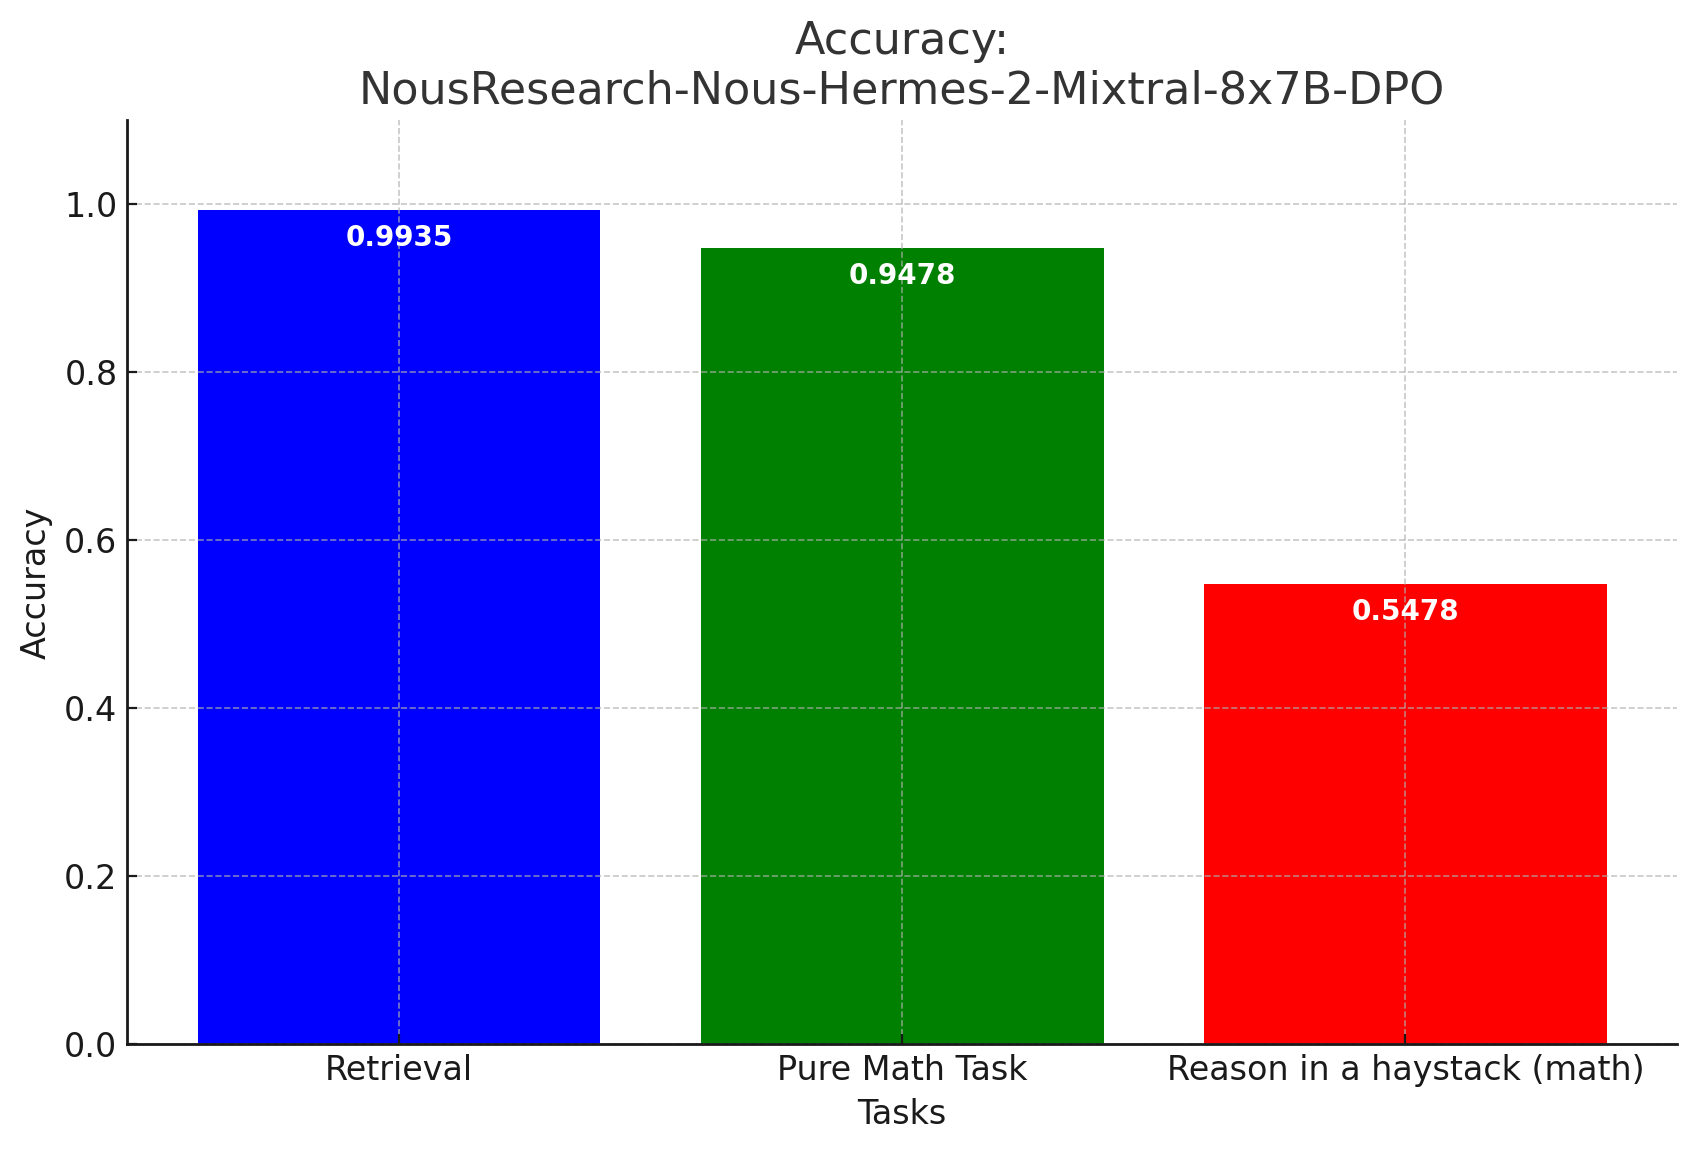 Accuracy:
NousResearch-Nous-Hermes-2-Mixtral-8x7B-DPO
1.0
0.8
0.6
0.4
0.2
0.0
Accuracy
0.9935
0.9478
0.5478
Retrieval
Pure Math Task
Reason in a haystack (math)
Tasks